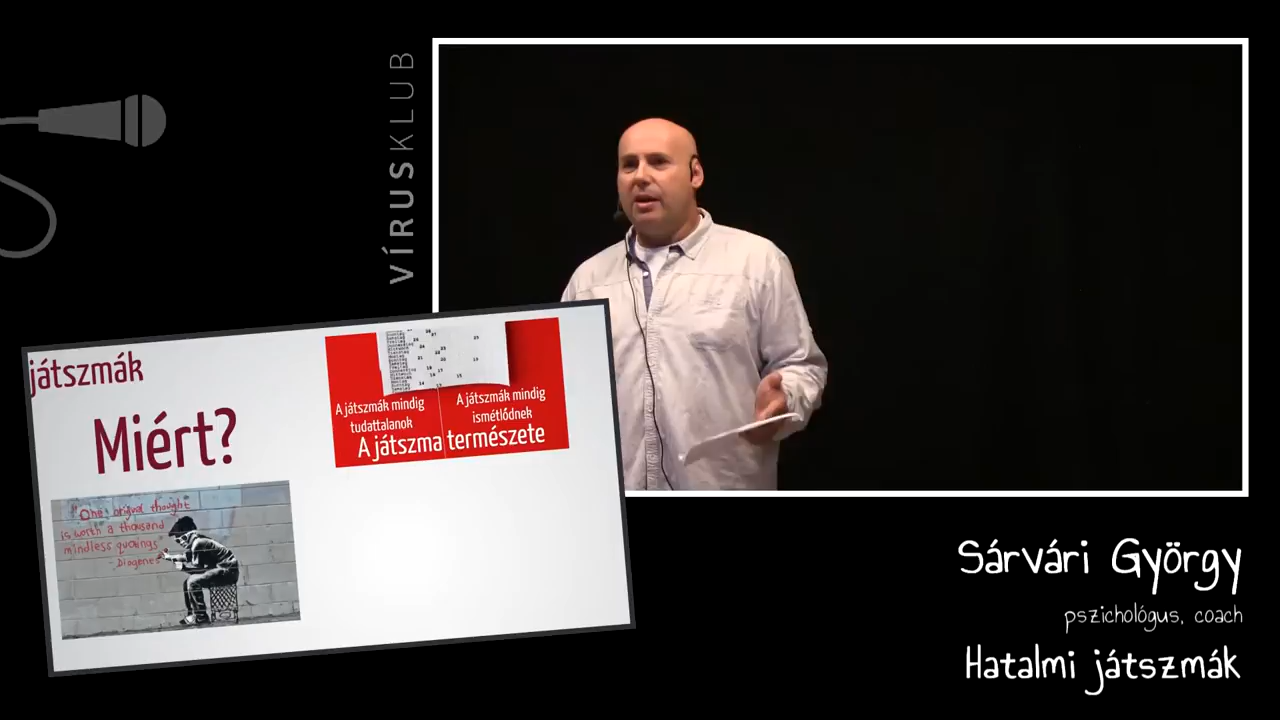 VÍRUSKLUB
játszmák
Miért?
A játszmák mindig
tudattalanok
A játszmák mindig
ismétlődnek
A játszma természete
"One original thought
is worth a thousand
mindless quotings"
- Diogenes
Sárvári György
pszichológus, coach
Hatalmi játszmák